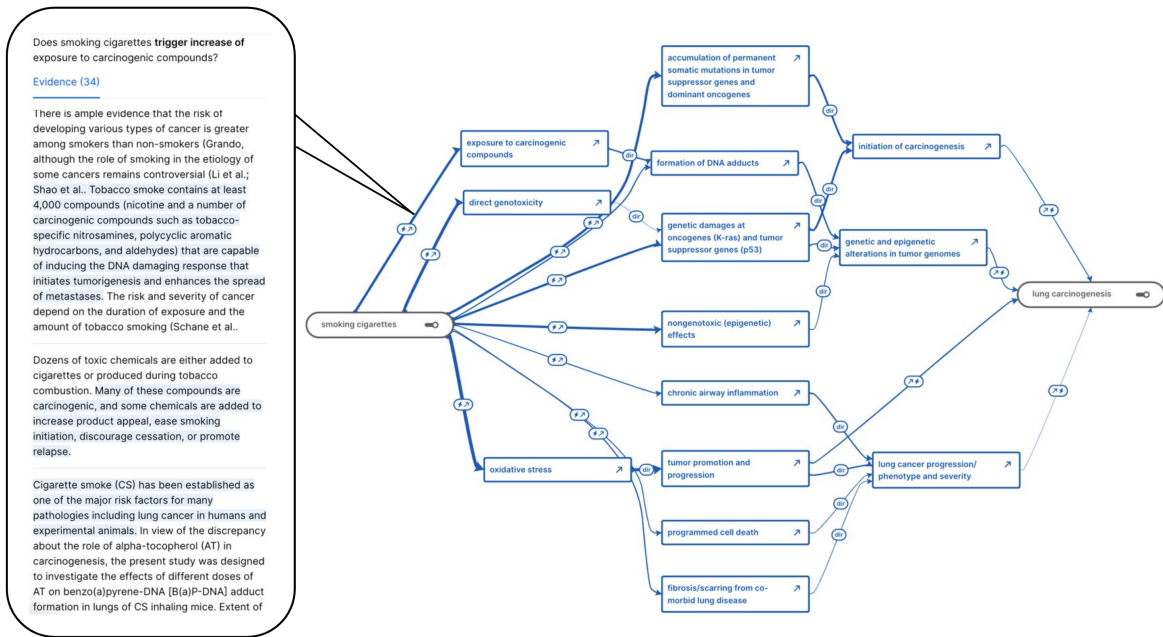 Does smoking cigarettes trigger increase of
exposure to carcinogenic compounds?
Evidence (34)
There is ample evidence that the risk of
developing various types of cancer is greater
among smokers than non-smokers (Grando,
although the role of smoking in the etiology of
some cancers remains controversial (Li et al.;
Shao et al.. Tobacco smoke contains at least
4,000 compounds (nicotine and a number of
carcinogenic compounds such as tobacco-
specific nitrosamines, polycyclic aromatic
hydrocarbons, and aldehydes) that are capable
of inducing the DNA damaging response that
initiates tumorigenesis and enhances the spread
of metastases. The risk and severity of cancer
depend on the duration of exposure and the
amount of tobacco smoking (Schane et al..
Dozens of toxic chemicals are either added to
cigarettes or produced during tobacco
combustion. Many of these compounds are
carcinogenic, and some chemicals are added to
increase product appeal, ease smoking
initiation, discourage cessation, or promote
relapse.
Cigarette smoke (CS) has been established as
one of the major risk factors for many
pathologies including lung cancer in humans and
experimental animals. In view of the discrepancy
about the role of alpha-tocopherol (AT) in
carcinogenesis, the present study was designed
to investigate the effects of different doses of
AT on benzo(a)pyrene-DNA [B(a)P-DNA] adduct
formation in lungs of CS inhaling mice. Extent of
smoking cigarettes
exposure to carcinogenic
compounds
direct genotoxicity
oxidative stress
accumulation of permanent
somatic mutations in tumor
suppressor genes and
dominant oncogenes
formation of DNA adducts
genetic damages at
oncogenes (K-ras) and tumor
suppressor genes (p53)
nongenotoxic (epigenetic)
effects
chronic airway inflammation
tumor promotion and
progression
programmed cell death
fibrosis/scarring from co-
morbid lung disease
initiation of carcinogenesis
genetic and epigenetic
alterations in tumor genomes
lung cancer progression/
phenotype and severity
lung carcinogenesis
dir
dir
dir
dir
dir
dir
dir
dir
dir
dir
dir
dir